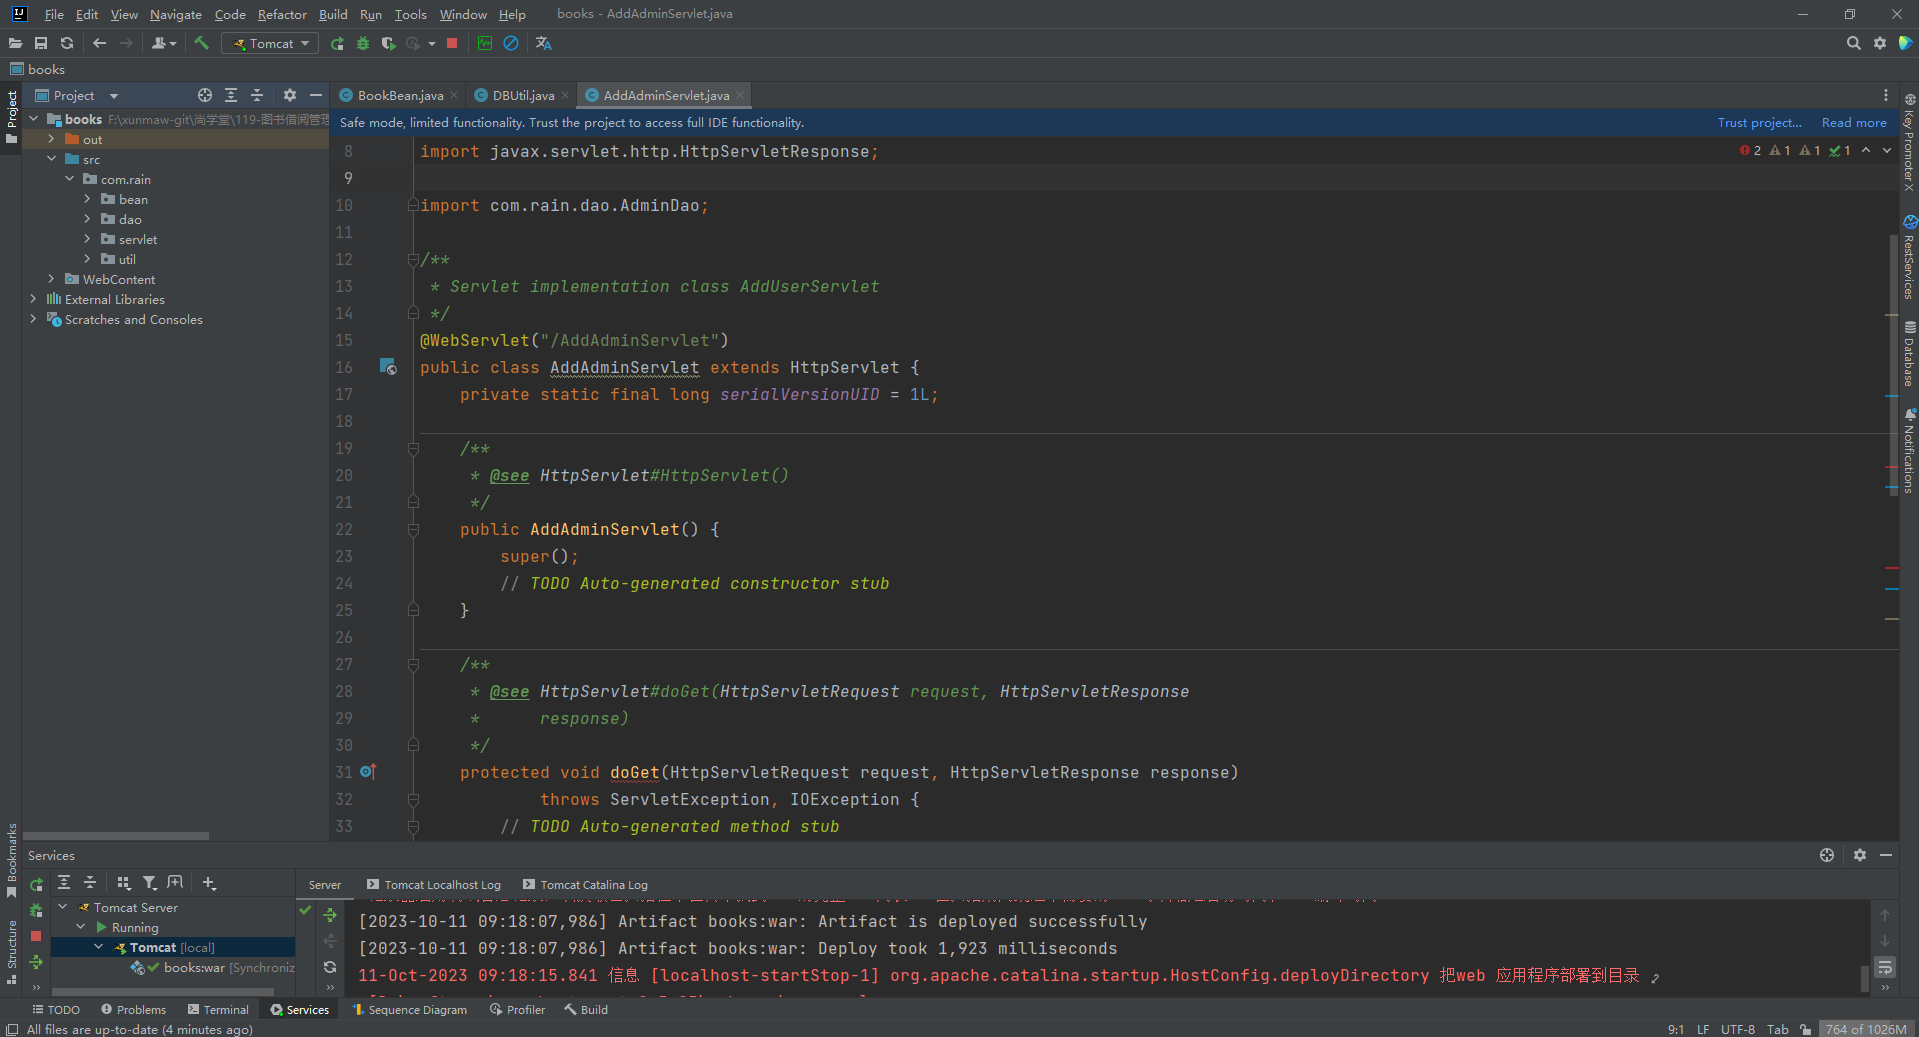 IJ File Edit View Navigate Code Refactor Build Run Tools Window Help books - AddAdminServlet.java
Tomcat
books
Project
BookBean.java DBUtil.java AddAdminServlet.java
Project
books F:\xunmaw-git\尚学堂\119-图书借阅管理
out
src
com.rain
bean
dao
servlet
util
WebContent
External Libraries
Scratches and Consoles
Safe mode, limited functionality. Trust the project to access full IDE functionality. Trust project... Read more
2 1 1 1
8 import javax.servlet.http.HttpServletResponse;
9
10 import com.rain.dao.AdminDao;
11
12 /**
13 * Servlet implementation class AddUserServlet
14 */
15 @WebServlet("/AddAdminServlet")
16 public class AddAdminServlet extends HttpServlet {
17 private static final long serialVersionUID = 1L;
18
19 /**
20 * @see HttpServlet#HttpServlet()
21 */
22 public AddAdminServlet() {
23 super();
24 // TODO Auto-generated constructor stub
25 }
26
27 /**
28 * @see HttpServlet#doGet(HttpServletRequest request, HttpServletResponse
29 * response)
30 */
31 protected void doGet(HttpServletRequest request, HttpServletResponse response)
32 throws ServletException, IOException {
33 // TODO Auto-generated method stub
Key Promoter X
RestServices
Database
Notifications
Bookmarks
Structure
Services
Server Tomcat Localhost Log Tomcat Catalina Log
Tomcat Server
Running
Tomcat [local]
books:war [Synchroniz
[2023-10-11 09:18:07,986] Artifact books:war: Artifact is deployed successfully
[2023-10-11 09:18:07,986] Artifact books:war: Deploy took 1,923 milliseconds
11-Oct-2023 09:18:15.841 信息 [localhost-startStop-1] org.apache.catalina.startup.HostConfig.deployDirectory 把web 应用程序部署到目录
TODO Problems Terminal Services Sequence Diagram Profiler Build
All files are up-to-date (4 minutes ago) 9:1 LF UTF-8 Tab 764 of 1026M